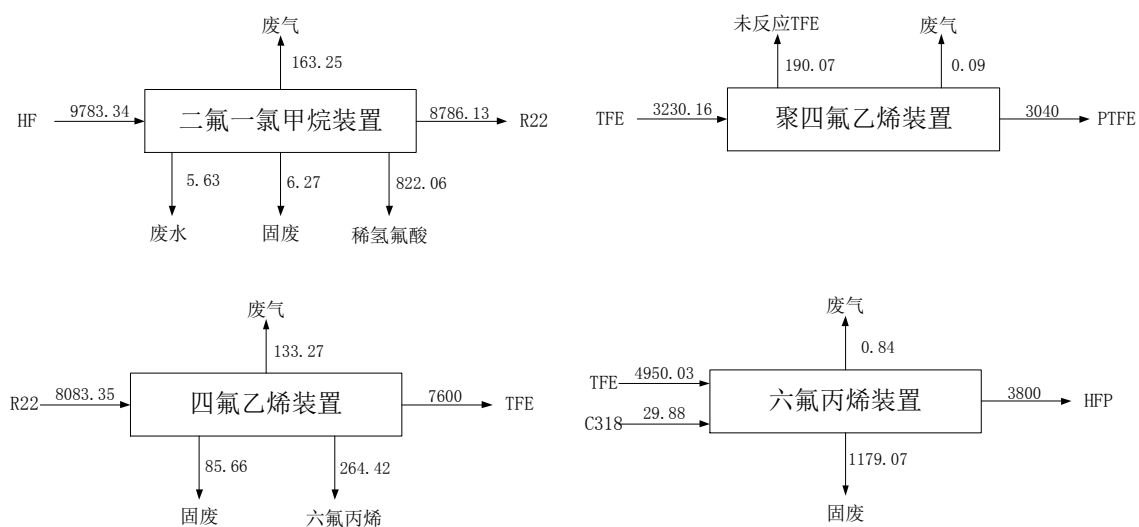 废气
163.25
HF
9783.34
二氟一氯甲烷装置
8786.13
R22
5.63
6.27
822.06
废水
固废
稀氢氟酸
未反应TFE
废气
190.07
0.09
TFE
3230.16
聚四氟乙烯装置
3040
PTFE
废气
133.27
R22
8083.35
四氟乙烯装置
7600
TFE
85.66
264.42
固废
六氟丙烯
废气
0.84
TFE
4950.03
C318
29.88
六氟丙烯装置
3800
HFP
1179.07
固废